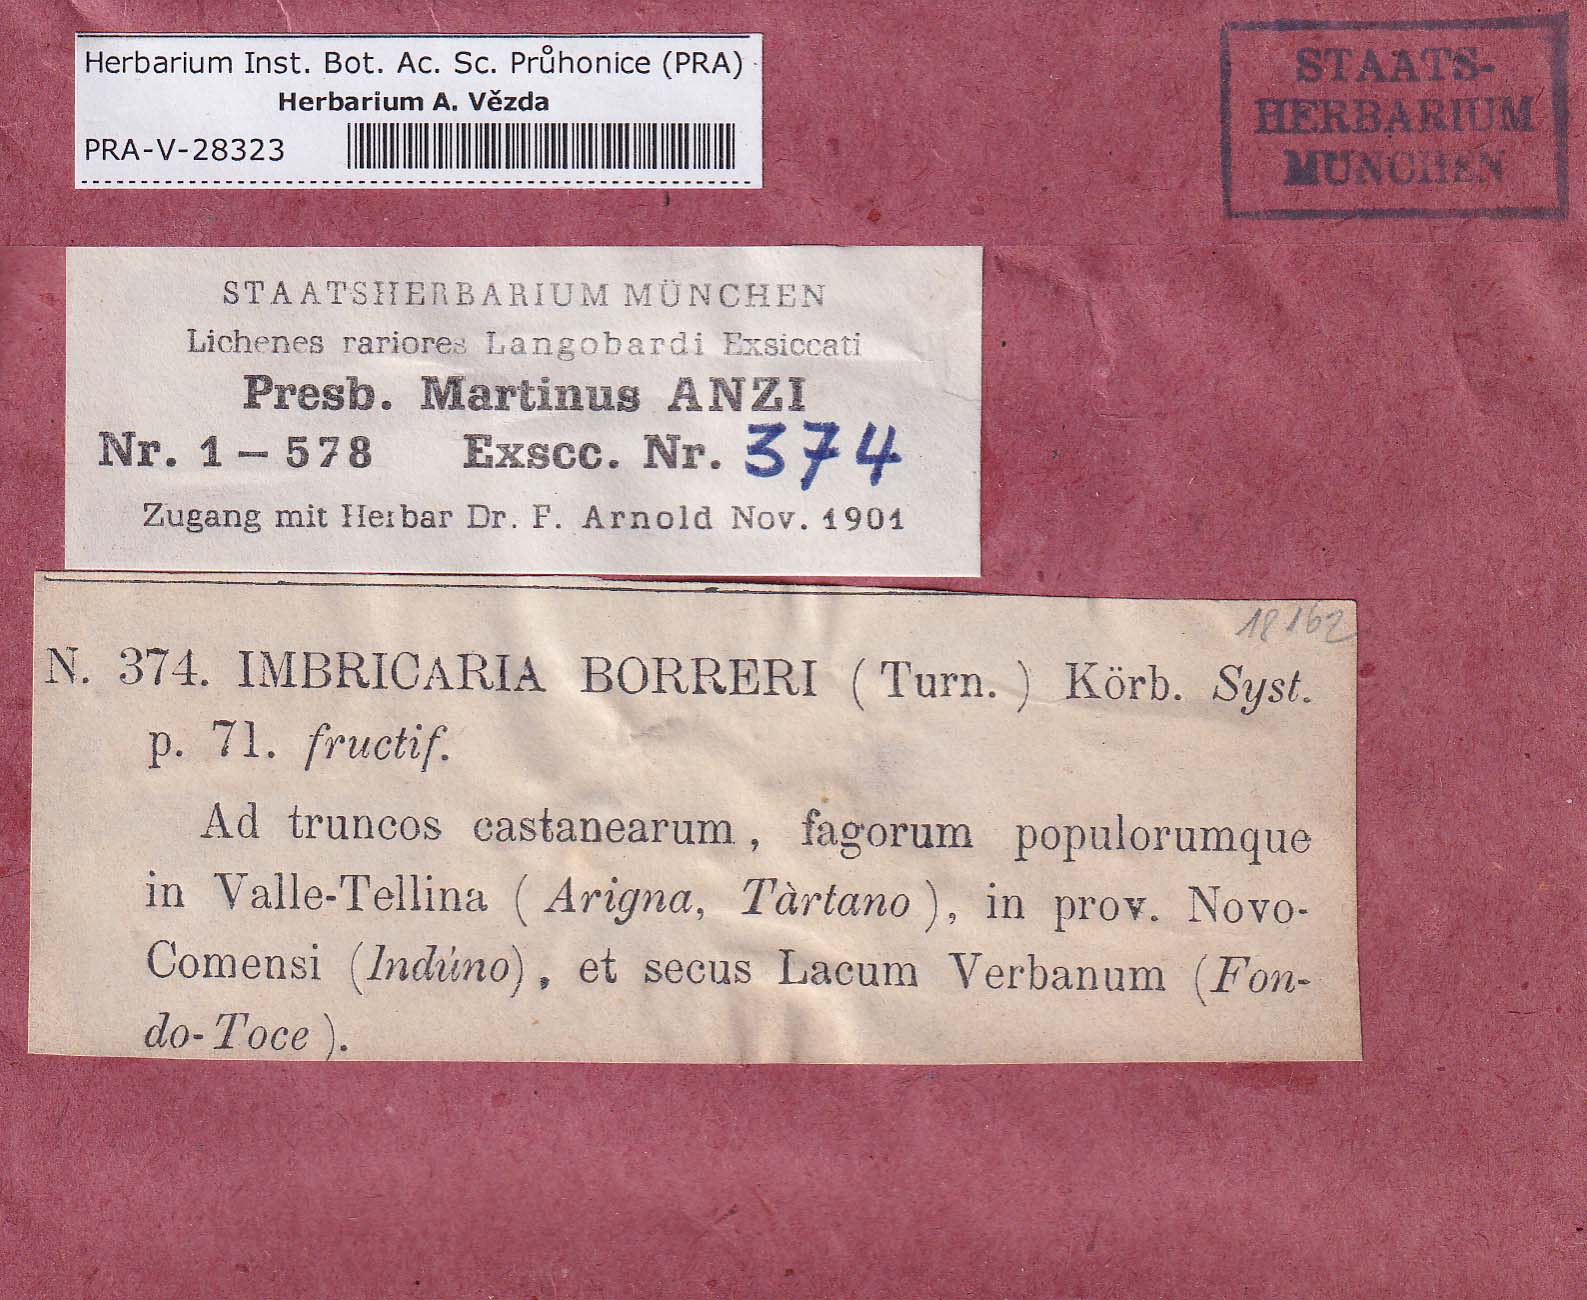 Herbarium Inst. Bot. Ac. Sc. Průhonice (PRA)
Herbarium A. Vězda
PRA-V-28323
STAATS-
HERBARIUM
MÜNCHEN
STAATSHERBARIUM MÜNCHEN
Lichenes rariores Langobardi Exsiccati
Presb. Martinus ANZI
Nr. 1 – 578 Exscc. Nr. 374
Zugang mit Herbar Dr. F. Arnold Nov. 1901
18162
N. 374. IMBRICARIA BORRERI (Turn.) Körb. Syst.
p. 71. fructif.
Ad truncos castanearum, fagorum populorumque
in Valle-Tellina (Arigna, Tàrtano), in prov. Novo-
Comensi (Indúno), et secus Lacum Verbanum (Fon-
do-Toce).